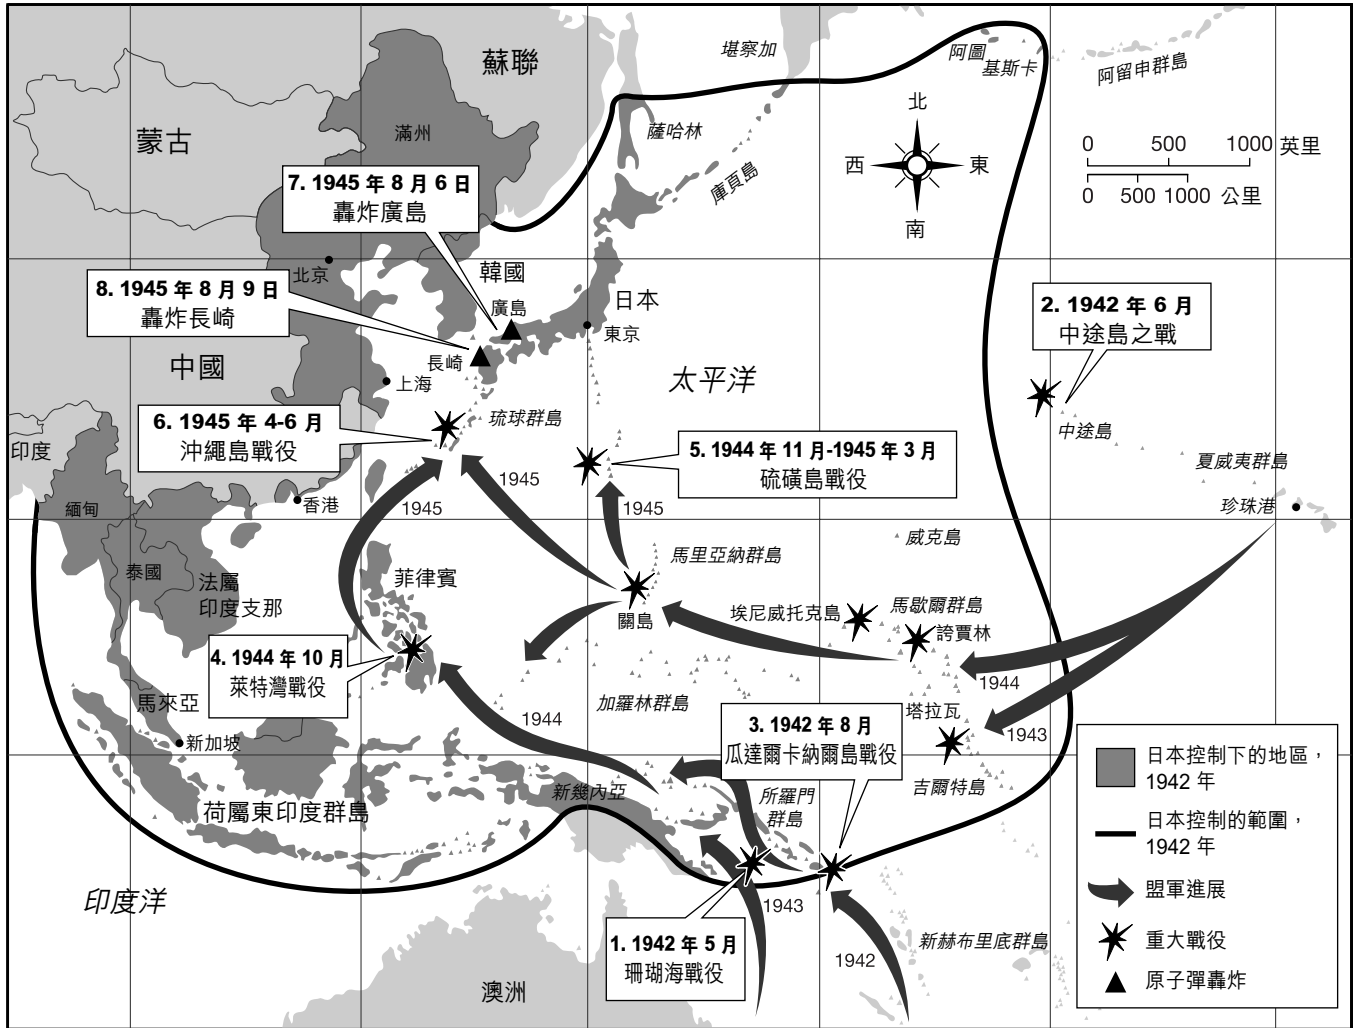 蘇聯
堪察加
阿圖
基斯卡
阿留申群島
蒙古
滿州
薩哈林
庫頁島
北
西
東
南
0 500 1000 英里
0 500 1000 公里
7. 1945 年 8 月 6 日
轟炸廣島
北京
韓國
8. 1945 年 8 月 9 日
轟炸長崎
廣島
日本
東京
2. 1942 年 6 月
中途島之戰
中國
長崎
上海
太平洋
6. 1945 年 4-6 月
沖繩島戰役
琉球群島
中途島
印度
5. 1944 年 11 月-1945 年 3 月
硫磺島戰役
夏威夷群島
珍珠港
緬甸
香港
1945
1945
1945
威克島
泰國
法屬
印度支那
菲律賓
馬里亞納群島
關島
埃尼威托克島
馬歇爾群島
誇賈林
4. 1944 年 10 月
萊特灣戰役
1944
馬來亞
新加坡
1944
加羅林群島
塔拉瓦
1943
3. 1942 年 8 月
瓜達爾卡納爾島戰役
荷屬東印度群島
新幾內亞
所羅門
群島
吉爾特島
日本控制下的地區，
1942 年
日本控制的範圍，
1942 年
盟軍進展
重大戰役
原子彈轟炸
印度洋
1943
1. 1942 年 5 月
珊瑚海戰役
1942
新赫布里底群島
澳洲